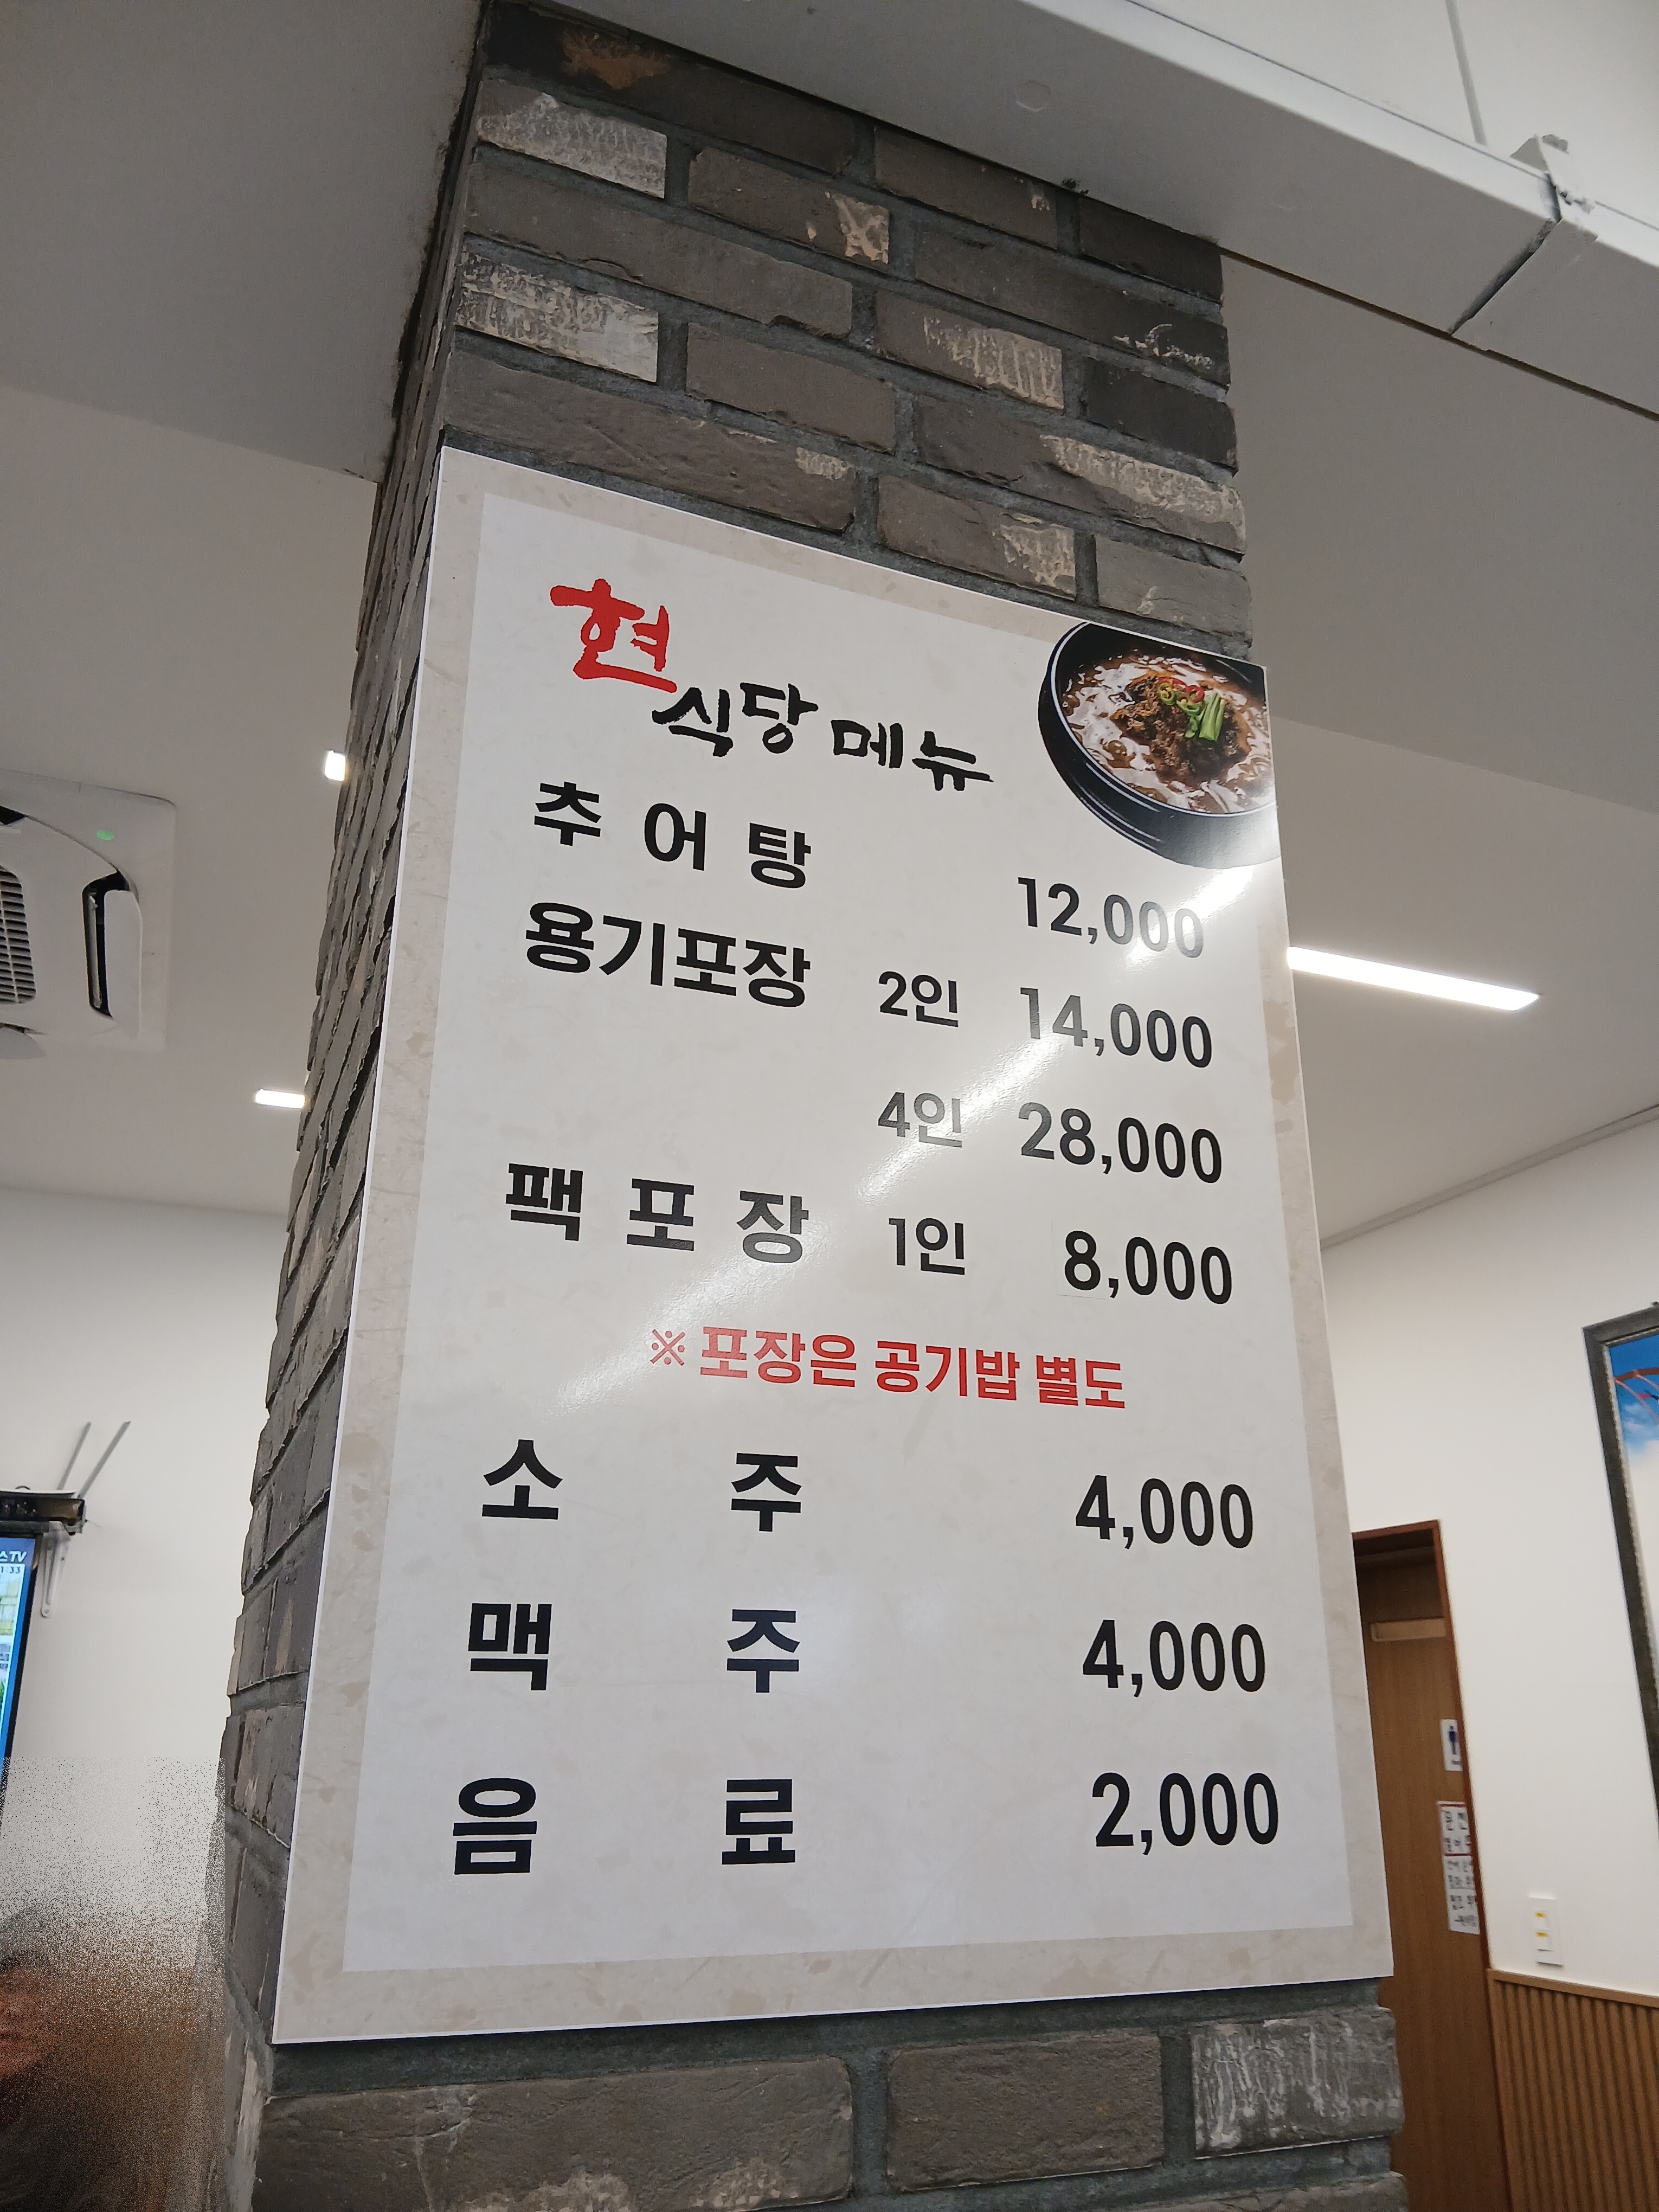 현식당 메뉴
추어탕 12,000
용기포장 2인 14,000
4인 28,000
팩포장 1인 8,000
※ 포장은 공기밥 별도
소주 4,000
맥주 4,000
음료 2,000